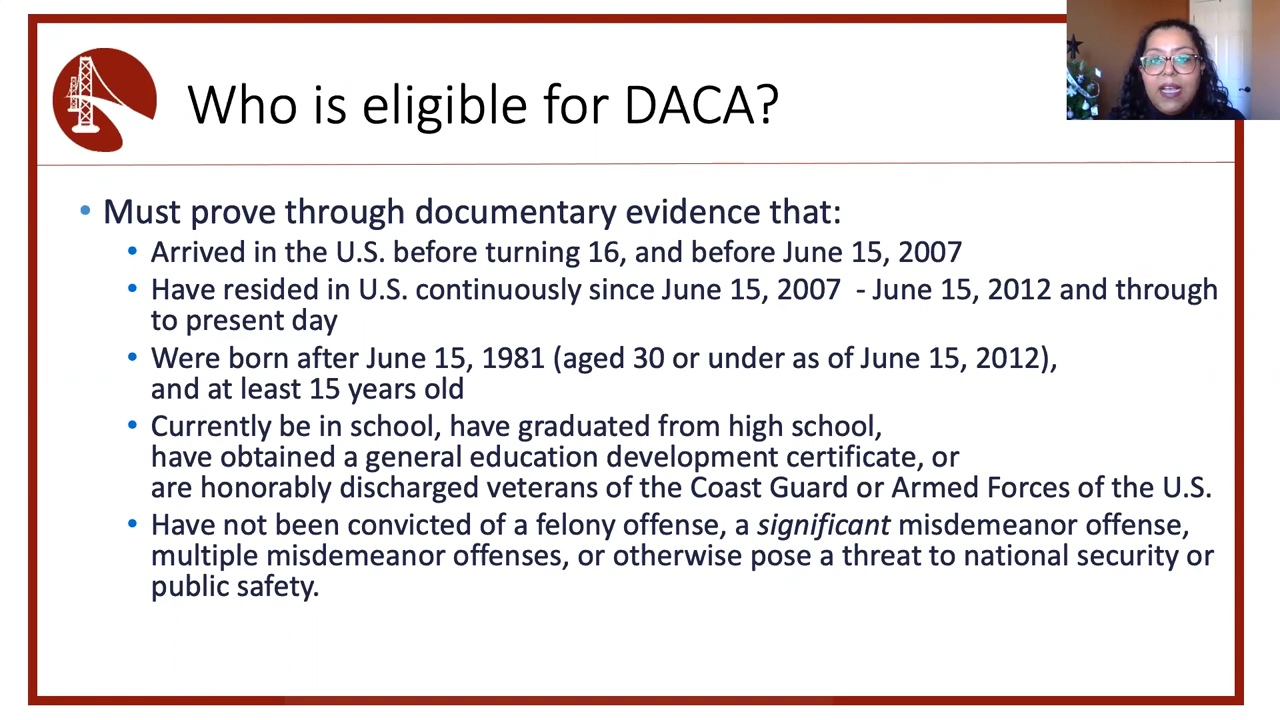 Who is eligible for DACA?
• Must prove through documentary evidence that:
• Arrived in the U.S. before turning 16, and before June 15, 2007
• Have resided in U.S. continuously since June 15, 2007  - June 15, 2012 and through
to present day
• Were born after June 15, 1981 (aged 30 or under as of June 15, 2012),
and at least 15 years old
• Currently be in school, have graduated from high school,
have obtained a general education development certificate, or
are honorably discharged veterans of the Coast Guard or Armed Forces of the U.S.
• Have not been convicted of a felony offense, a significant misdemeanor offense,
multiple misdemeanor offenses, or otherwise pose a threat to national security or
public safety.